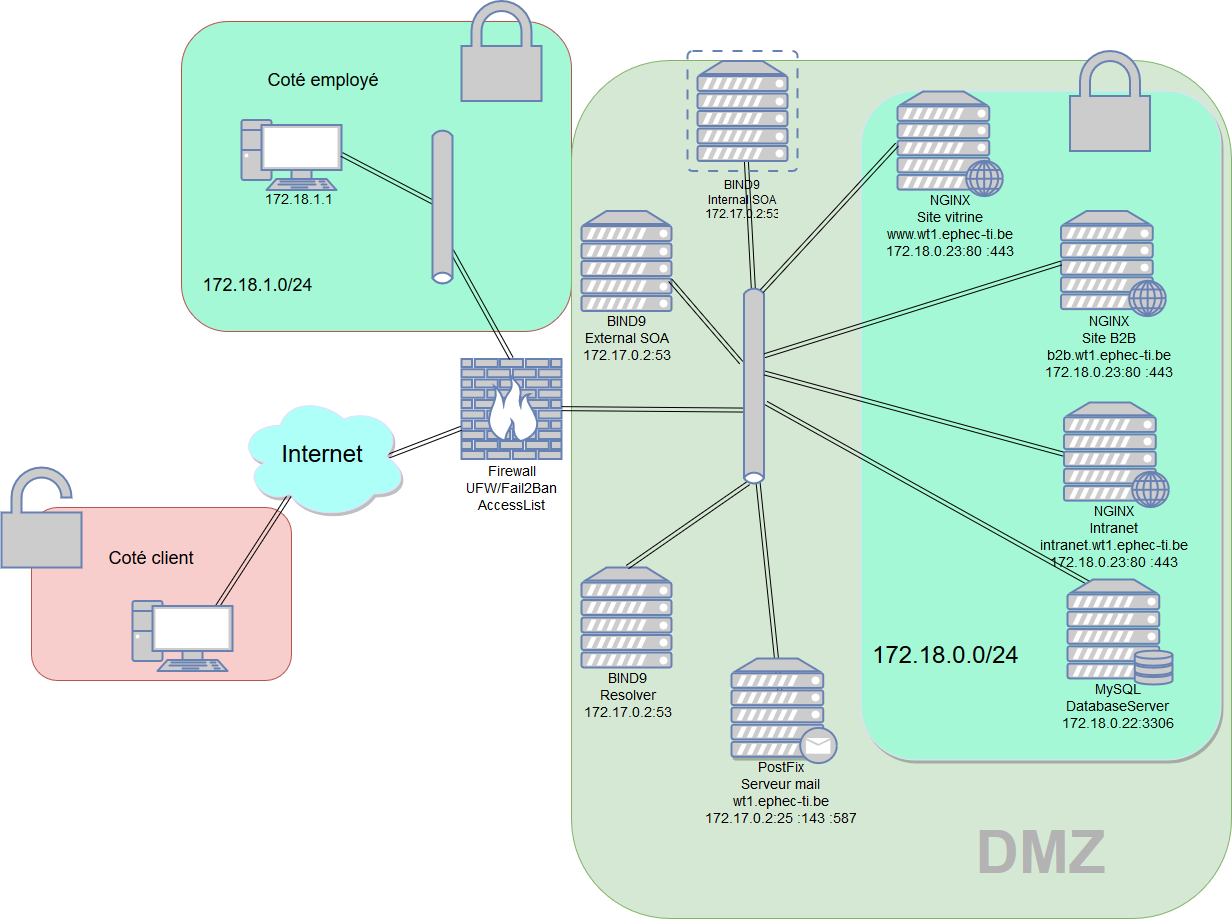 Coté employé
172.18.1.1
172.18.1.0/24
BIND9
Internal SOA
172.17.0.2:53
NGINX
Site vitrine
www.wt1.ephec-ti.be
172.18.0.23:80 :443
BIND9
External SOA
172.17.0.2:53
NGINX
Site B2B
b2b.wt1.ephec-ti.be
172.18.0.23:80 :443
Internet
Firewall
UFW/Fail2Ban
AccessList
NGINX
Intranet
intranet.wt1.ephec-ti.be
172.18.0.23:80 :443
Coté client
BIND9
Resolver
172.17.0.2:53
172.18.0.0/24
MySQL
DatabaseServer
172.18.0.22:3306
PostFix
Serveur mail
wt1.ephec-ti.be
172.17.0.2:25 :143 :587
DMZ